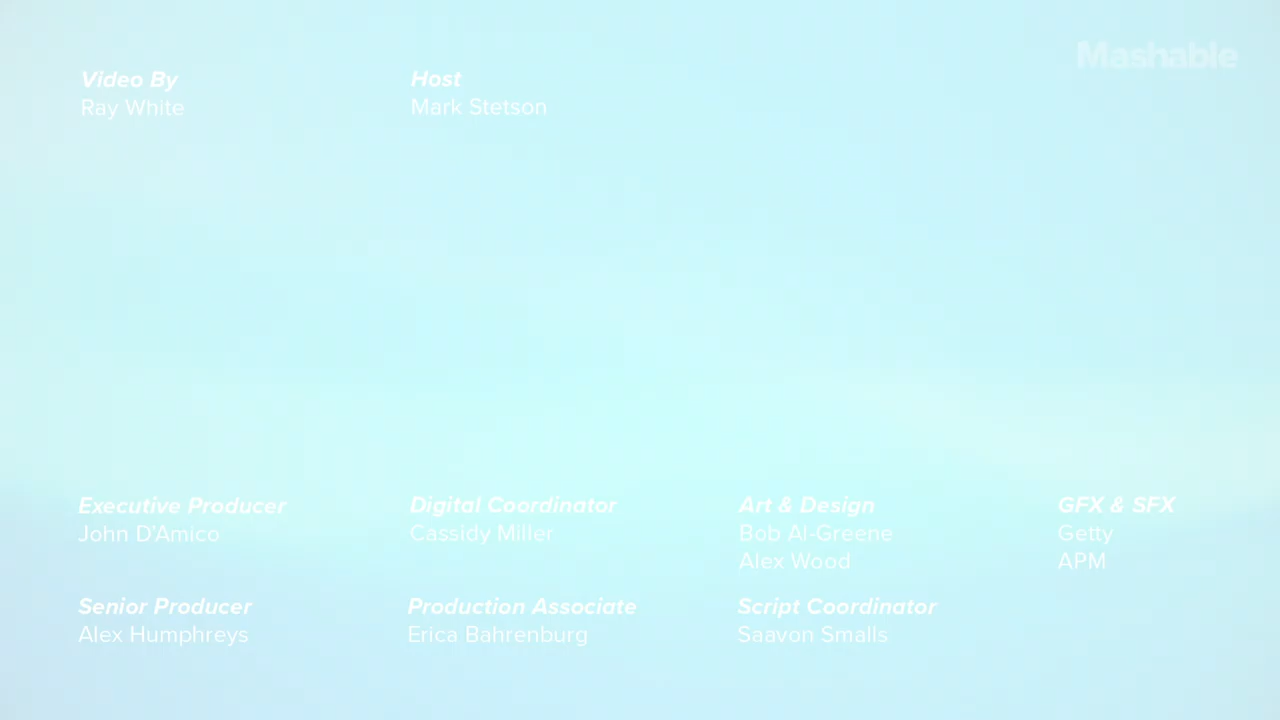 Mashable
Video By
Ray White
Host
Mark Stetson
Executive Producer
John D'Amico
Digital Coordinator
Cassidy Miller
Art & Design
Bob Al-Greene
Alex Wood
GFX & SFX
Getty
APM
Senior Producer
Alex Humphreys
Production Associate
Erica Bahrenburg
Script Coordinator
Saavon Smalls